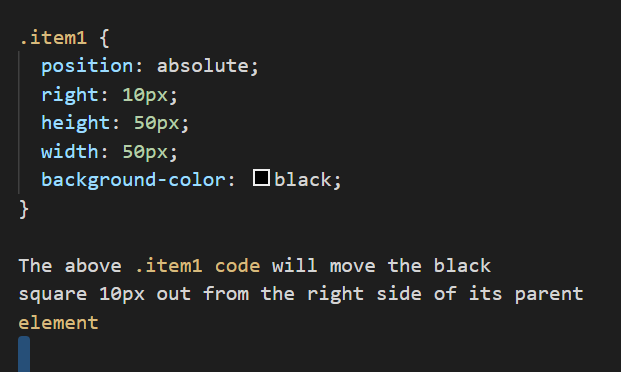 .item1 {
position: absolute;
right: 10px;
height: 50px;
width: 50px;
background-color: black;
}
The above .item1 code will move the black
square 10px out from the right side of its parent
element